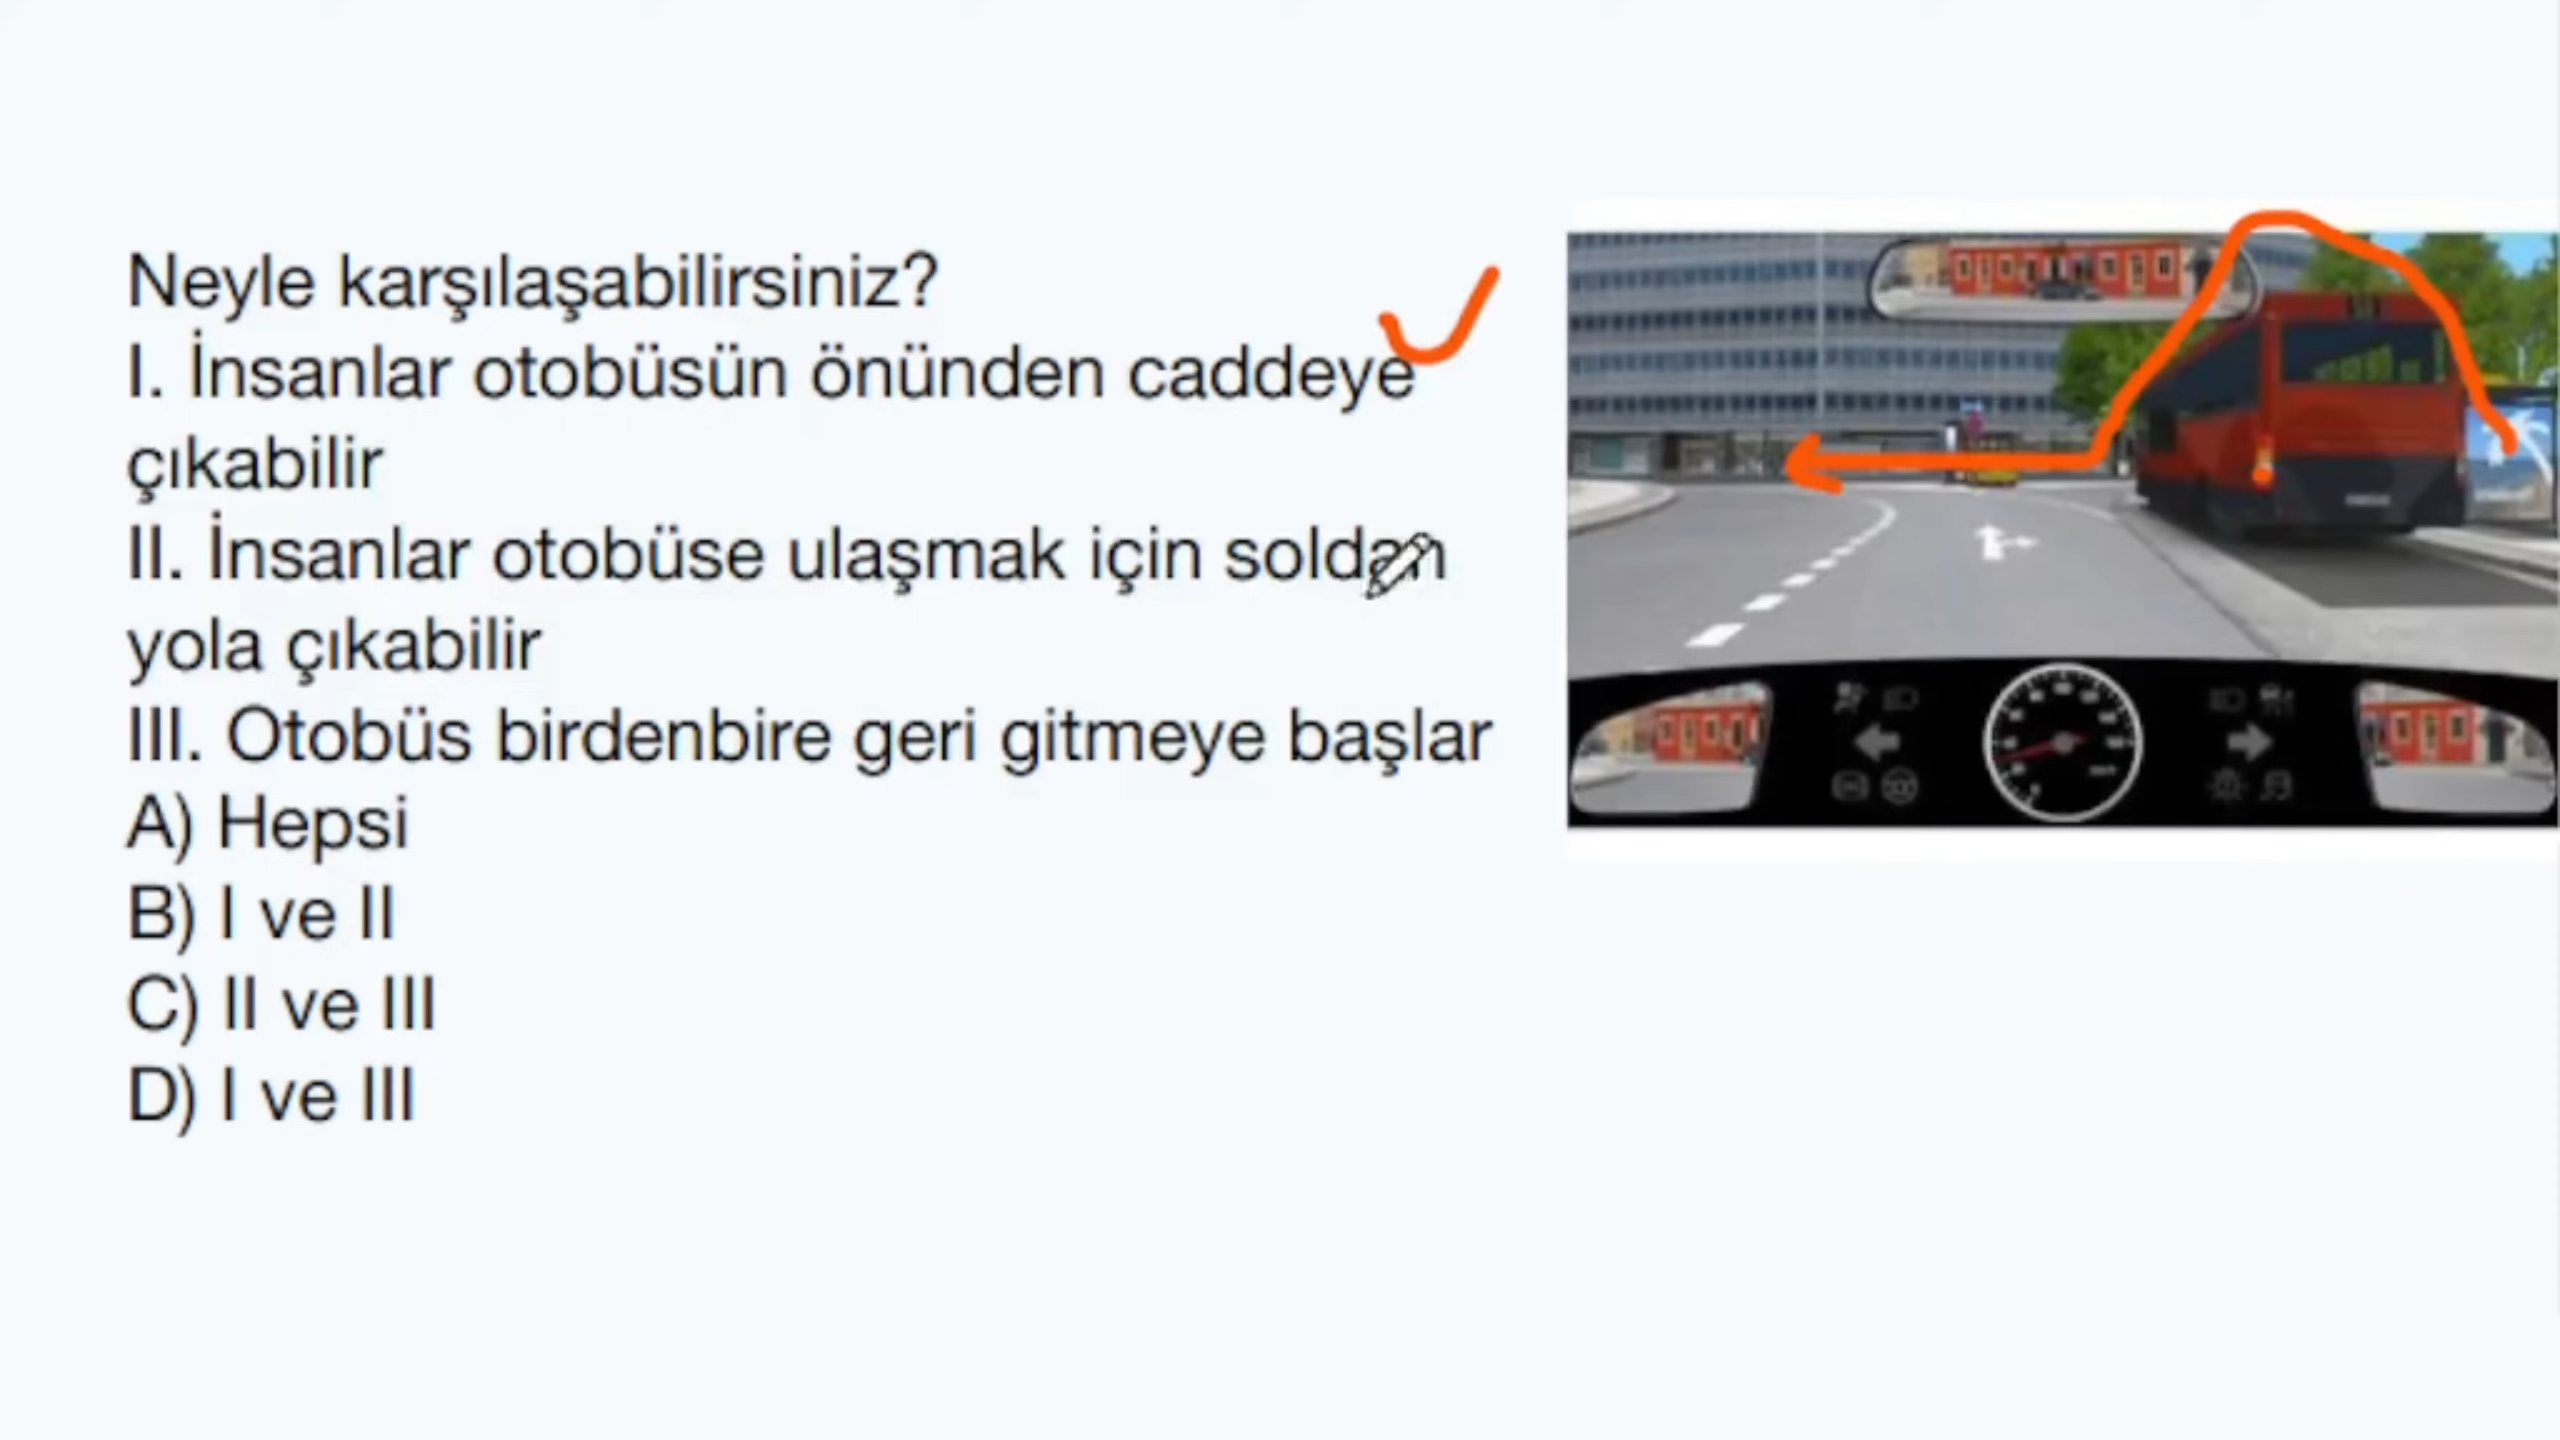 Neyle karşılaşabilirsiniz?
I. İnsanlar otobüsün önünden caddeye
çıkabilir
II. İnsanlar otobüse ulaşmak için soldan
yola çıkabilir
III. Otobüs birdenbire geri gitmeye başlar
A) Hepsi
B) I ve II
C) II ve III
D) I ve III